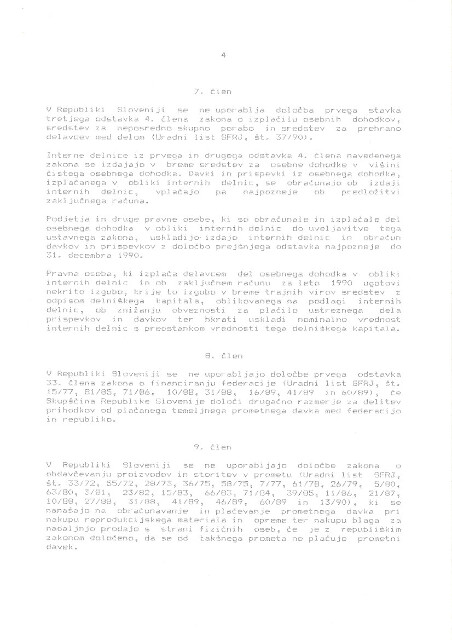 4
7. člen
V Republiki Sloveniji se ne uporablja določba prvega stavka
tretjega odstavka 4. člena zakona o izplačilu osebnih dohodkov,
sredstev za neposredno skupno porabo in sredstev za prehrano
delavcev med delom (Uradni list SFRJ, št. 37/90).
Interne delnice iz prvega in drugega odstavka 4. člena navedenega
zakona se izdajajo v breme sredstev za osebne dohodke v višini
čistega osebnega dohodka. Davki in prispevki iz osebnega dohodka,
izplačanega v obliki internih delnic, se obračunajo ob izdaji
internih delnic, vplačajo pa najpozneje ob predložitvi
zaključnega računa.
Podjetja in druge pravne osebe, ki so obračunale in izplačale del
osebnega dohodka v obliki internih delnic do uveljavitve tega
ustavnega zakona, uskladijo izdajo internih delnic in obračun
davkov in prispevkov z določbo prejšnjega odstavka najpozneje do
31. decembra 1990.
Pravna oseba, ki izplača delavcem del osebnega dohodka v obliki
internih delnic in ob zaključnem računu za leto 1990 ugotovi
nekrito izgubo, krije to izgubo v breme trajnih virov sredstev z
odpisom delniškega kapitala, oblikovanega na podlagi internih
delnic, ob znižanju obveznosti za plačilo ustreznega dela
prispevkov in davkov ter hkrati uskladi nominalno vrednost
internih delnic s preostankom vrednosti tega delniškega kapitala.
8. člen
V Republiki Sloveniji se ne uporabljajo določbe prvega odstavka
33. člena zakona o financiranju federacije (Uradni list SFRJ, št.
15/77, 81/85, 71/86, 10/88, 31/88, 16/89, 41/89 in 60/89), če
Skupščina Republike Slovenije določi drugačno razmerje za delitev
prihodkov od plačanega temeljnega prometnega davka med federacijo
in republiko.
9. člen
V Republiki Sloveniji se ne uporabljajo določbe zakona o
obdavčevanju proizvodov in storitev v prometu (Uradni list SFRJ,
št. 33/72, 55/72, 28/73, 36/75, 58/75, 7/77, 61/78, 26/79, 5/80,
63/80, 3/81, 23/82, 15/83, 66/83, 71/84, 39/85, 11/86, 21/87,
10/88, 27/88, 31/88, 41/89, 46/89, 60/89 in 13/90), ki se
nanašajo na obračunavanje in plačevanje prometnega davka pri
nakupu reprodukcijskega materiala in opreme ter nakupu blaga za
nadaljnjo prodajo s strani fizičnih oseb, če je z republiškim
zakonom določeno, da se od takšnega prometa ne plačuje prometni
davek.